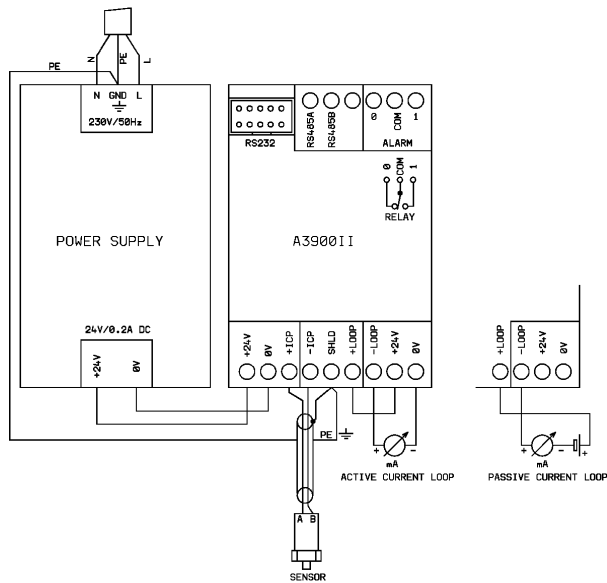 N
PE
L
PE
N GND L
230V/50Hz
POWER SUPPLY
24V/0.2A DC
+24V
0V
RS232
RS485A
RS485B
0
COM
1
ALARM
0
COM
1
RELAY
A3900II
+24V
0V
+ICP
-ICP
SHLD
+LOOP
-LOOP
+24V
0V
+LOOP
-LOOP
+24V
0V
PE
+ -
mA
ACTIVE CURRENT LOOP
+ - +
mA
PASSIVE CURRENT LOOP
A B
SENSOR